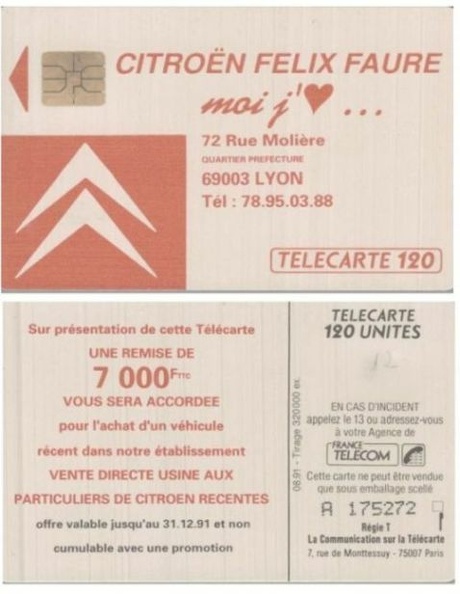 CITROËN FELIX FAURE
moi j'♥ ...
72 Rue Molière
QUARTIER PREFECTURE
69003 LYON
Tél : 78.95.03.88
TELECARTE 120
Sur présentation de cette Télécarte
UNE REMISE DE
7 000 F TTC
VOUS SERA ACCORDEE
pour l'achat d'un véhicule
récent dans notre établissement
VENTE DIRECTE USINE AUX
PARTICULIERS DE CITROEN RECENTES
offre valable jusqu'au 31.12.91 et non
cumulable avec une promotion
08.91 - Tirage 320000 ex.
TELECARTE
120 UNITES
12
EN CAS D'INCIDENT
appelez le 13 ou adressez-vous
à votre Agence de
FRANCE
TELECOM
Cette carte ne peut être vendue
que sous emballage scellé
A 175272
Régie T
La Communication sur la Télécarte
7, rue de Monttessuy - 75007 Paris